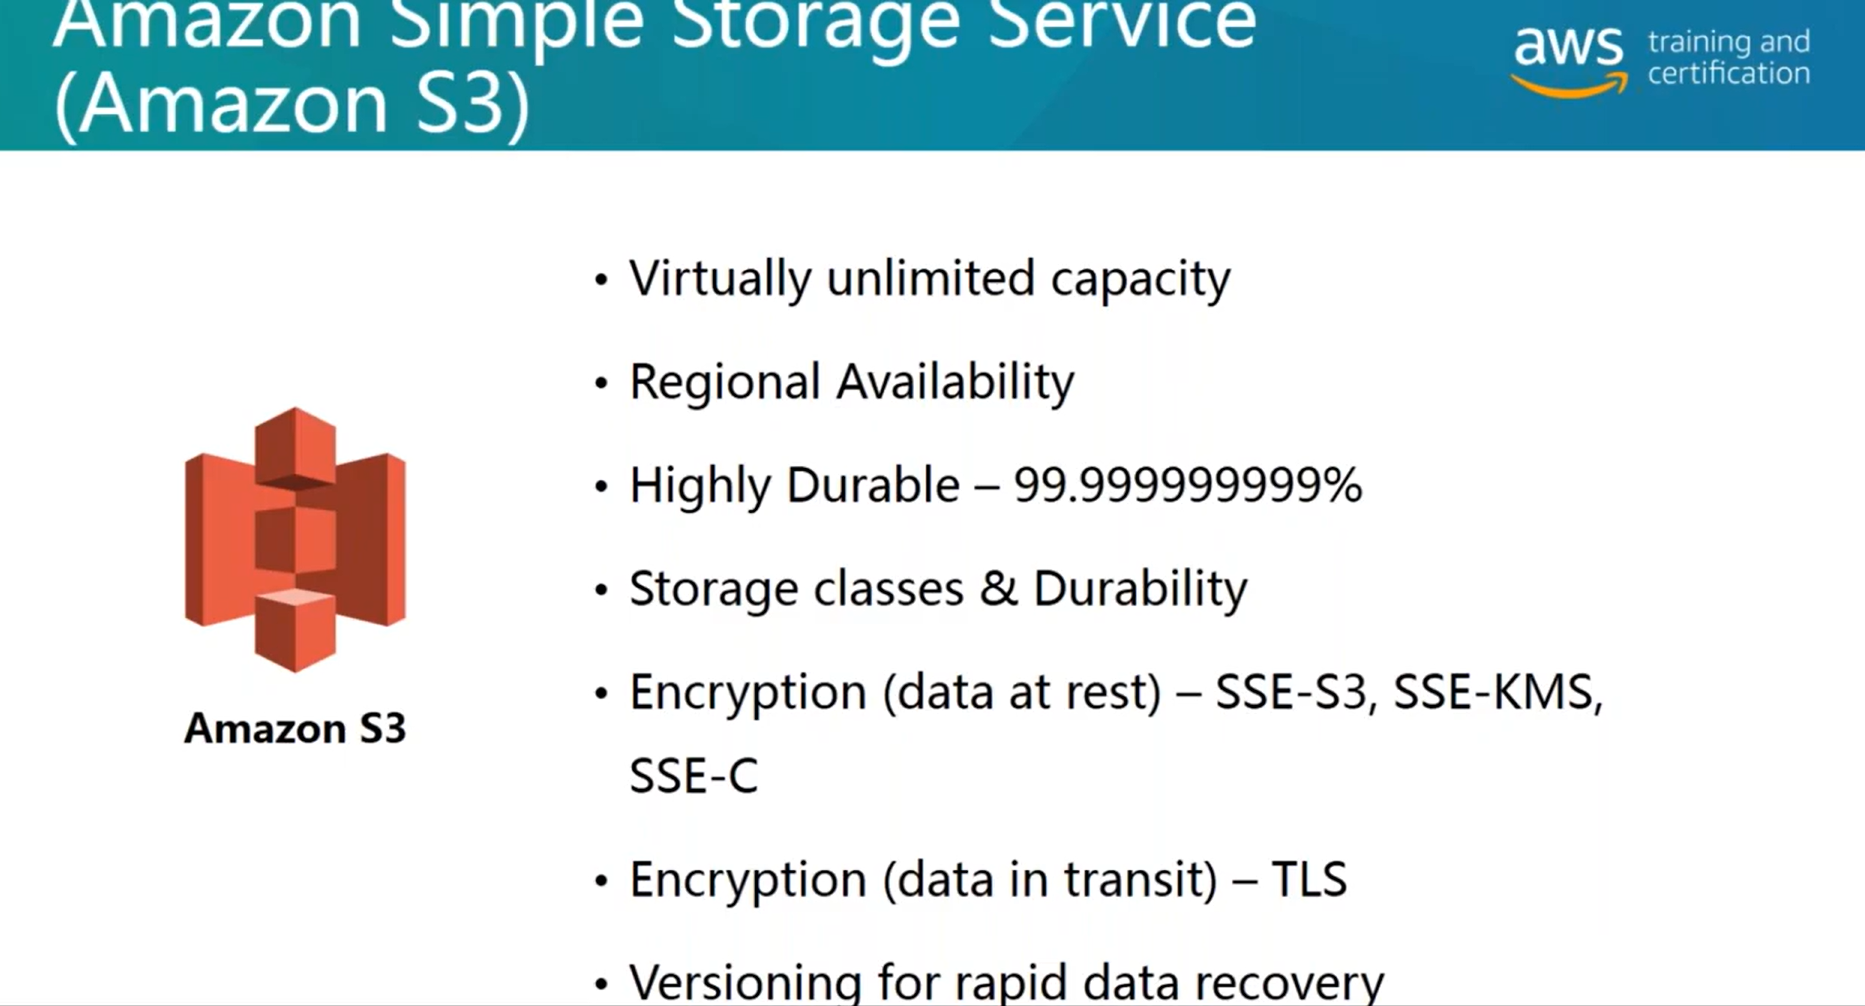 Amazon Simple Storage Service
(Amazon S3)
aws training and
certification
• Virtually unlimited capacity
• Regional Availability
• Highly Durable – 99.999999999%
• Storage classes & Durability
• Encryption (data at rest) – SSE-S3, SSE-KMS,
SSE-C
• Encryption (data in transit) – TLS
• Versioning for rapid data recovery
Amazon S3